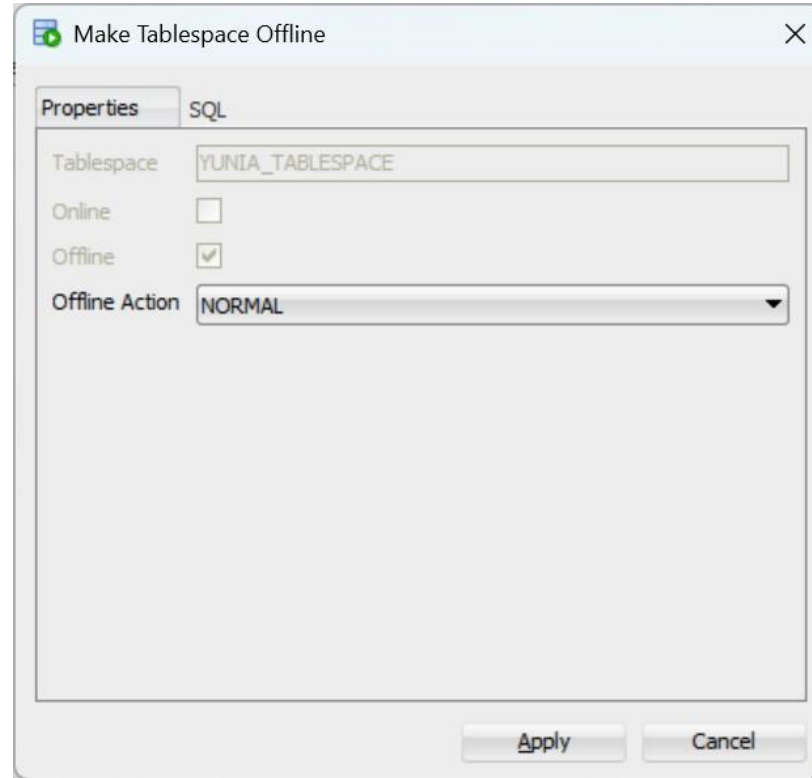 Make Tablespace Offline
Properties SQL
Tablespace YUNIA_TABLESPACE
Online
Offline
Offline Action NORMAL
Apply Cancel